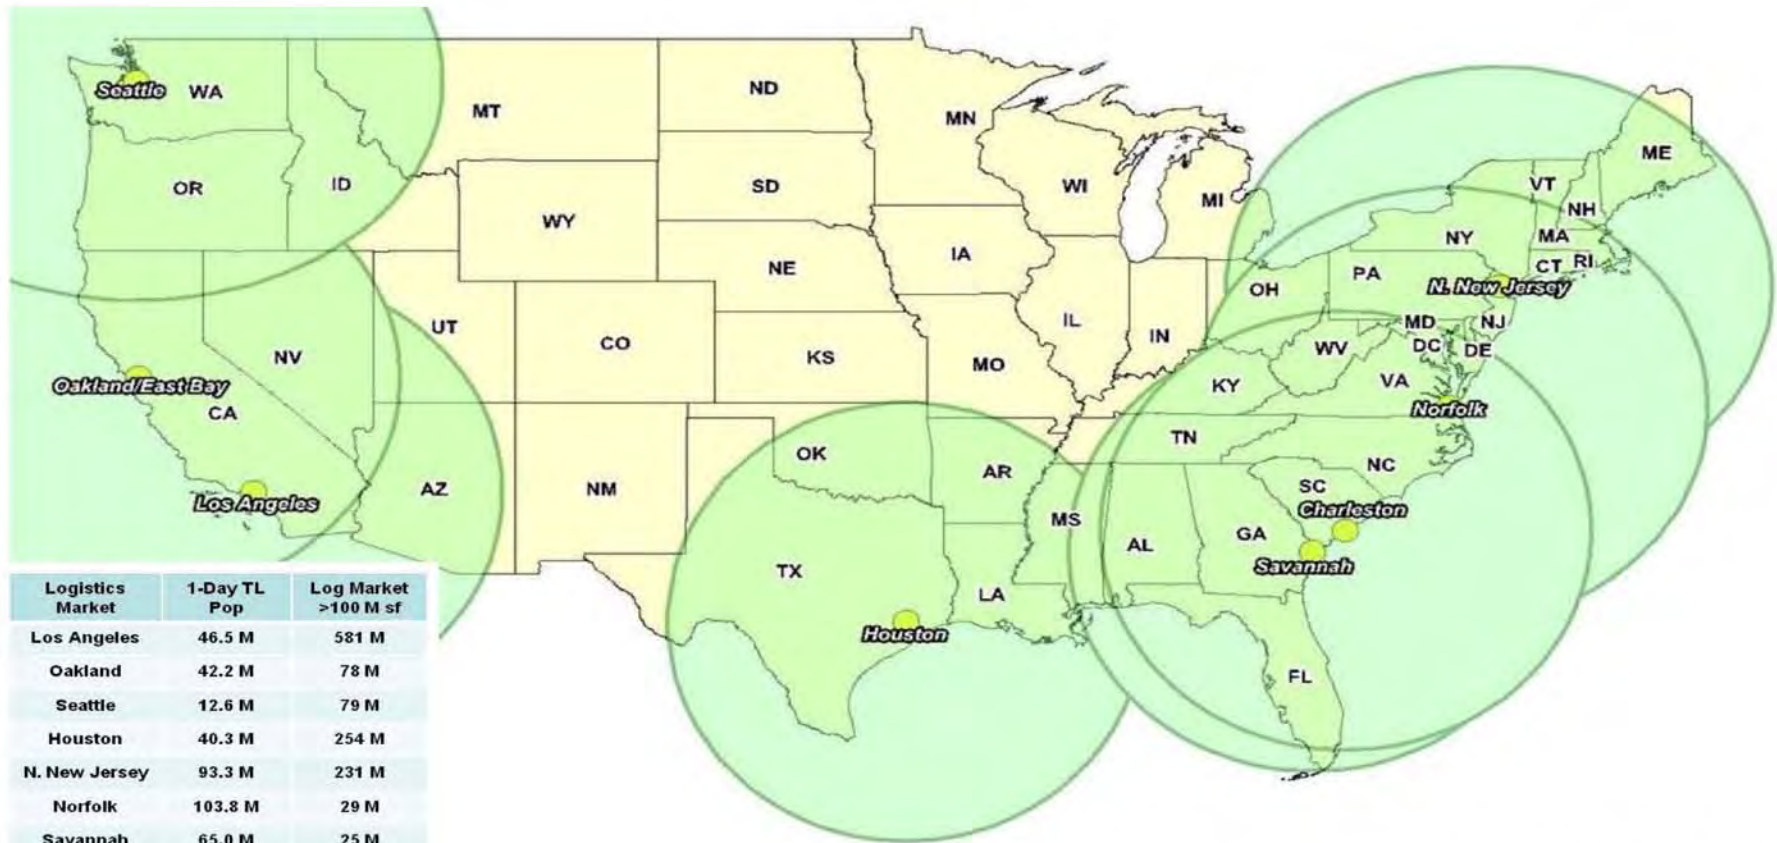 Seattle
WA
MT
ND
MN
ME
OR
ID
SD
WI
MI
VT
NH
WY
NY
MA
IA
NE
PA
CT
RI
OH
N. New Jersey
UT
CO
IL
IN
MD
NJ
NV
KS
MO
WV
DC
DE
KY
VA
Oakland/East Bay
CA
Norfolk
OK
TN
NC
AZ
NM
AR
SC
Los Angeles
Charleston
MS
AL
GA
Savannah
TX
LA
Houston
FL
Logistics Market 1-Day TL Pop Log Market >100 M sf
Los Angeles 46.5 M 581 M
Oakland 42.2 M 78 M
Seattle 12.6 M 79 M
Houston 40.3 M 254 M
N. New Jersey 93.3 M 231 M
Norfolk 103.8 M 29 M
Savannah 65.0 M 25 M